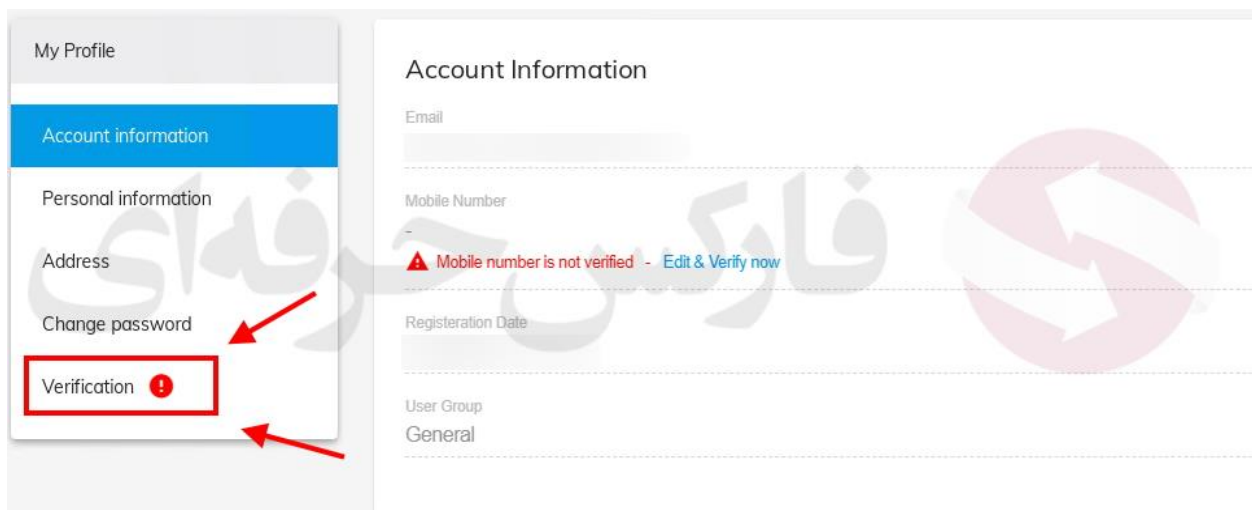 My Profile
Account information
Personal information
Address
Change password
Verification
Account Information
Email
Mobile Number
-
Mobile number is not verified - Edit & Verify now
Registeration Date
User Group
General
فارکس حرفه‌ای